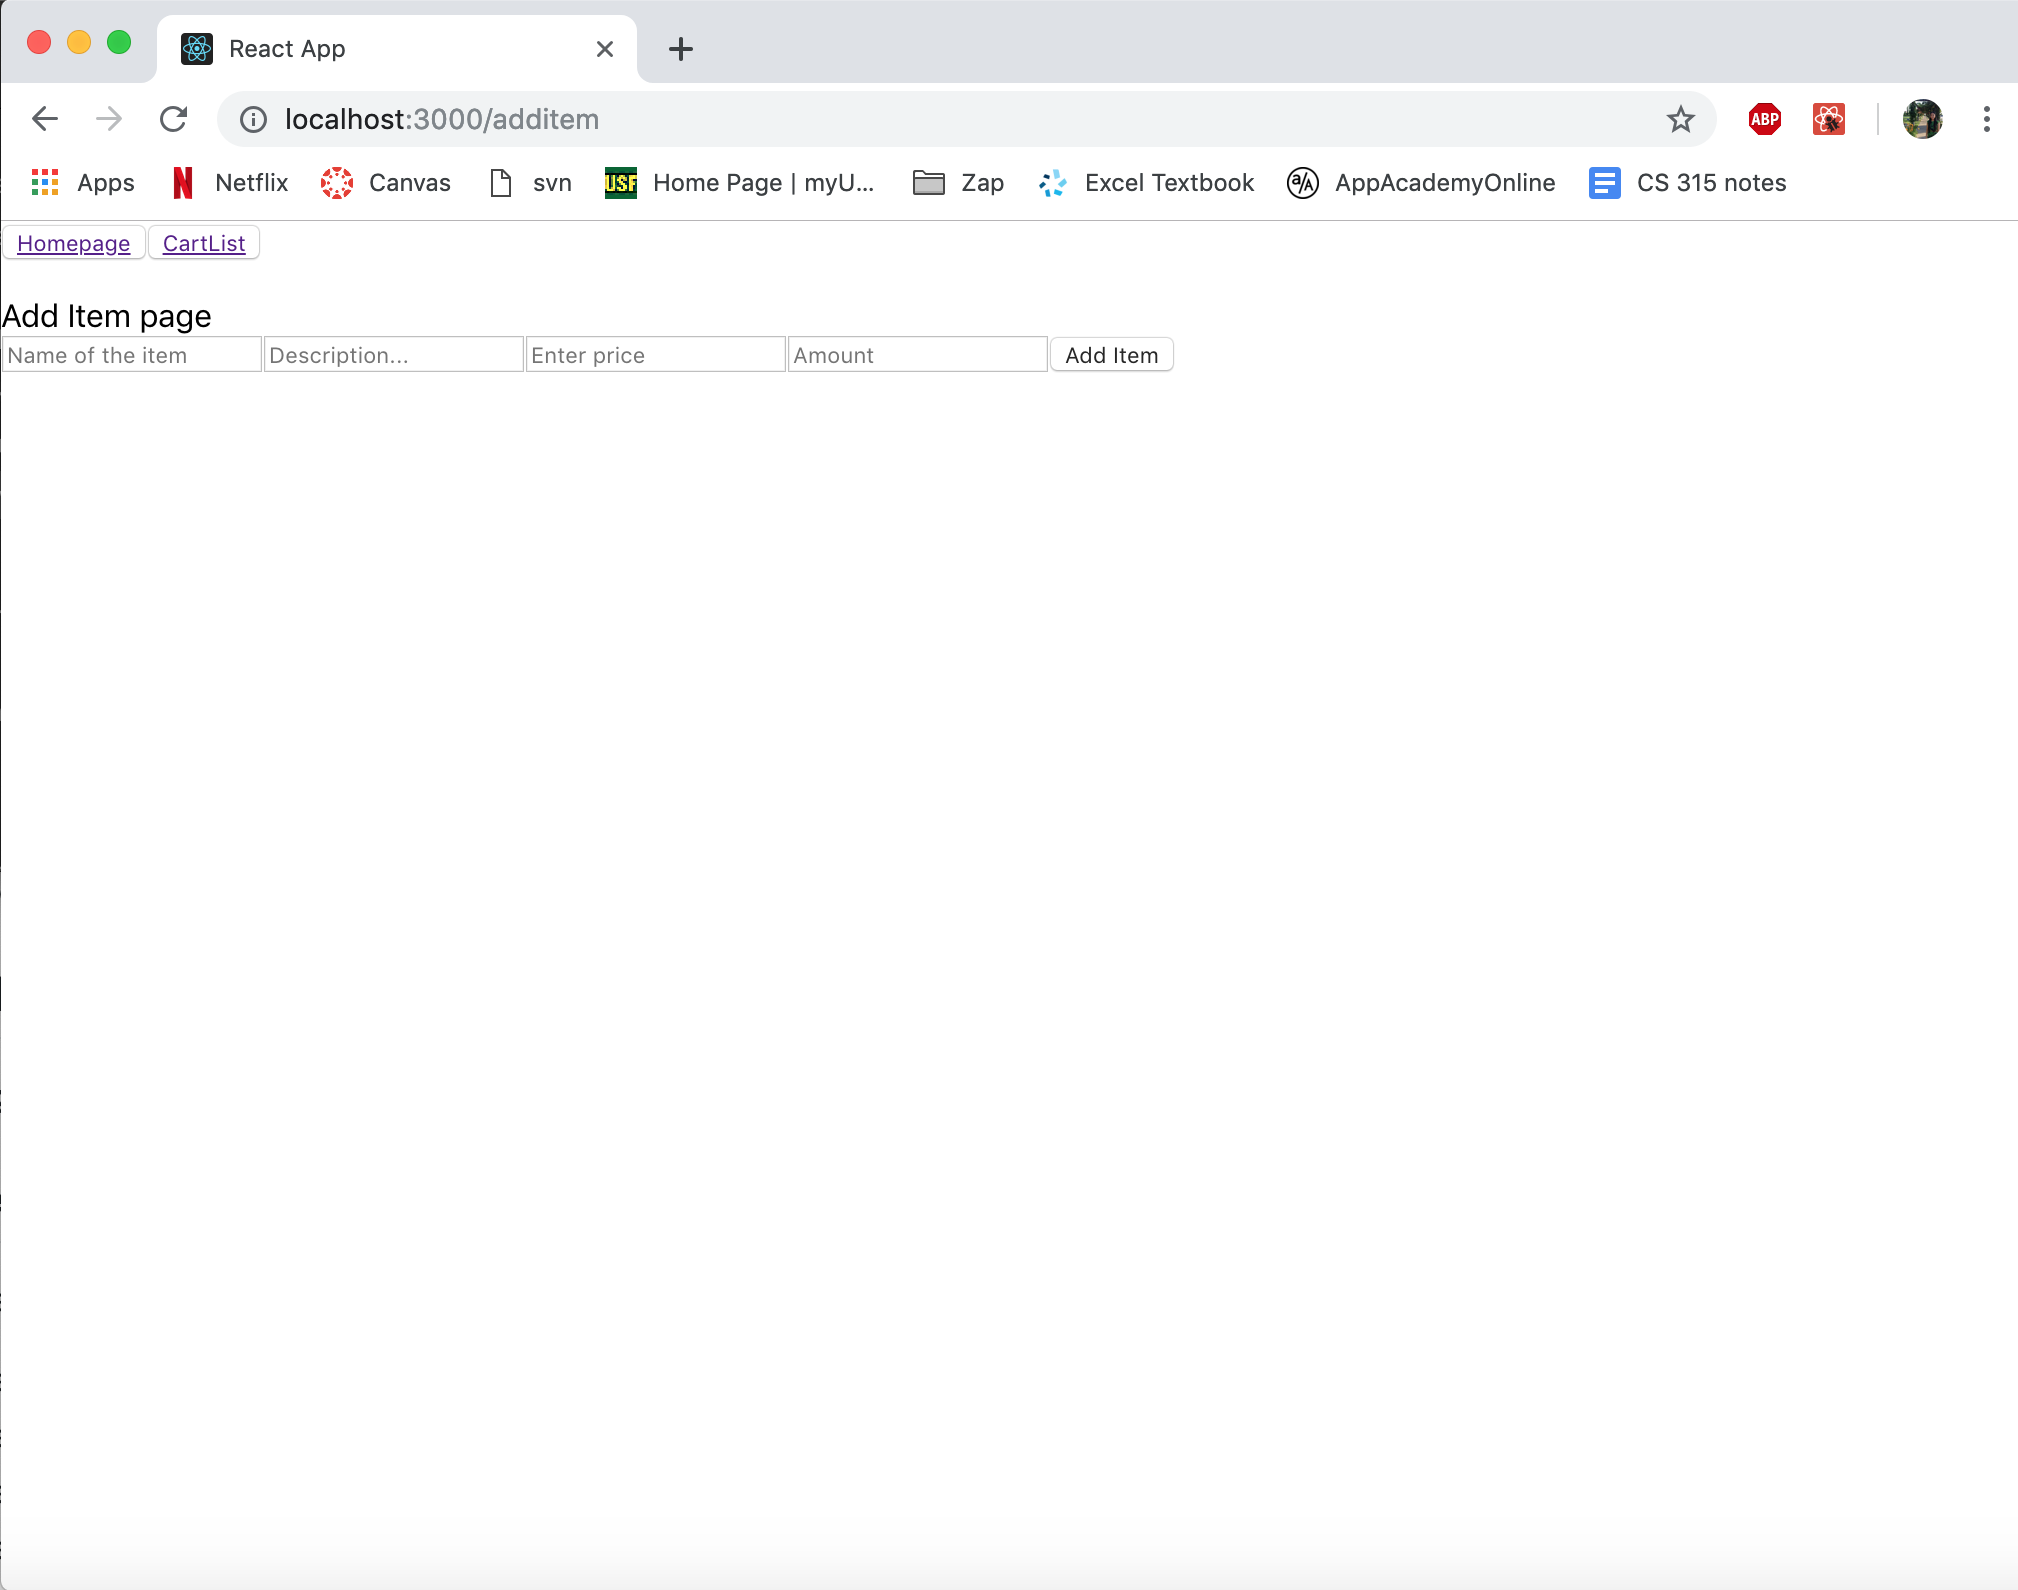 React App
localhost:3000/additem
ABP
Apps Netflix Canvas svn USF Home Page | myU... Zap Excel Textbook a/A AppAcademyOnline CS 315 notes
Homepage CartList
Add Item page
Name of the item Description... Enter price Amount Add Item